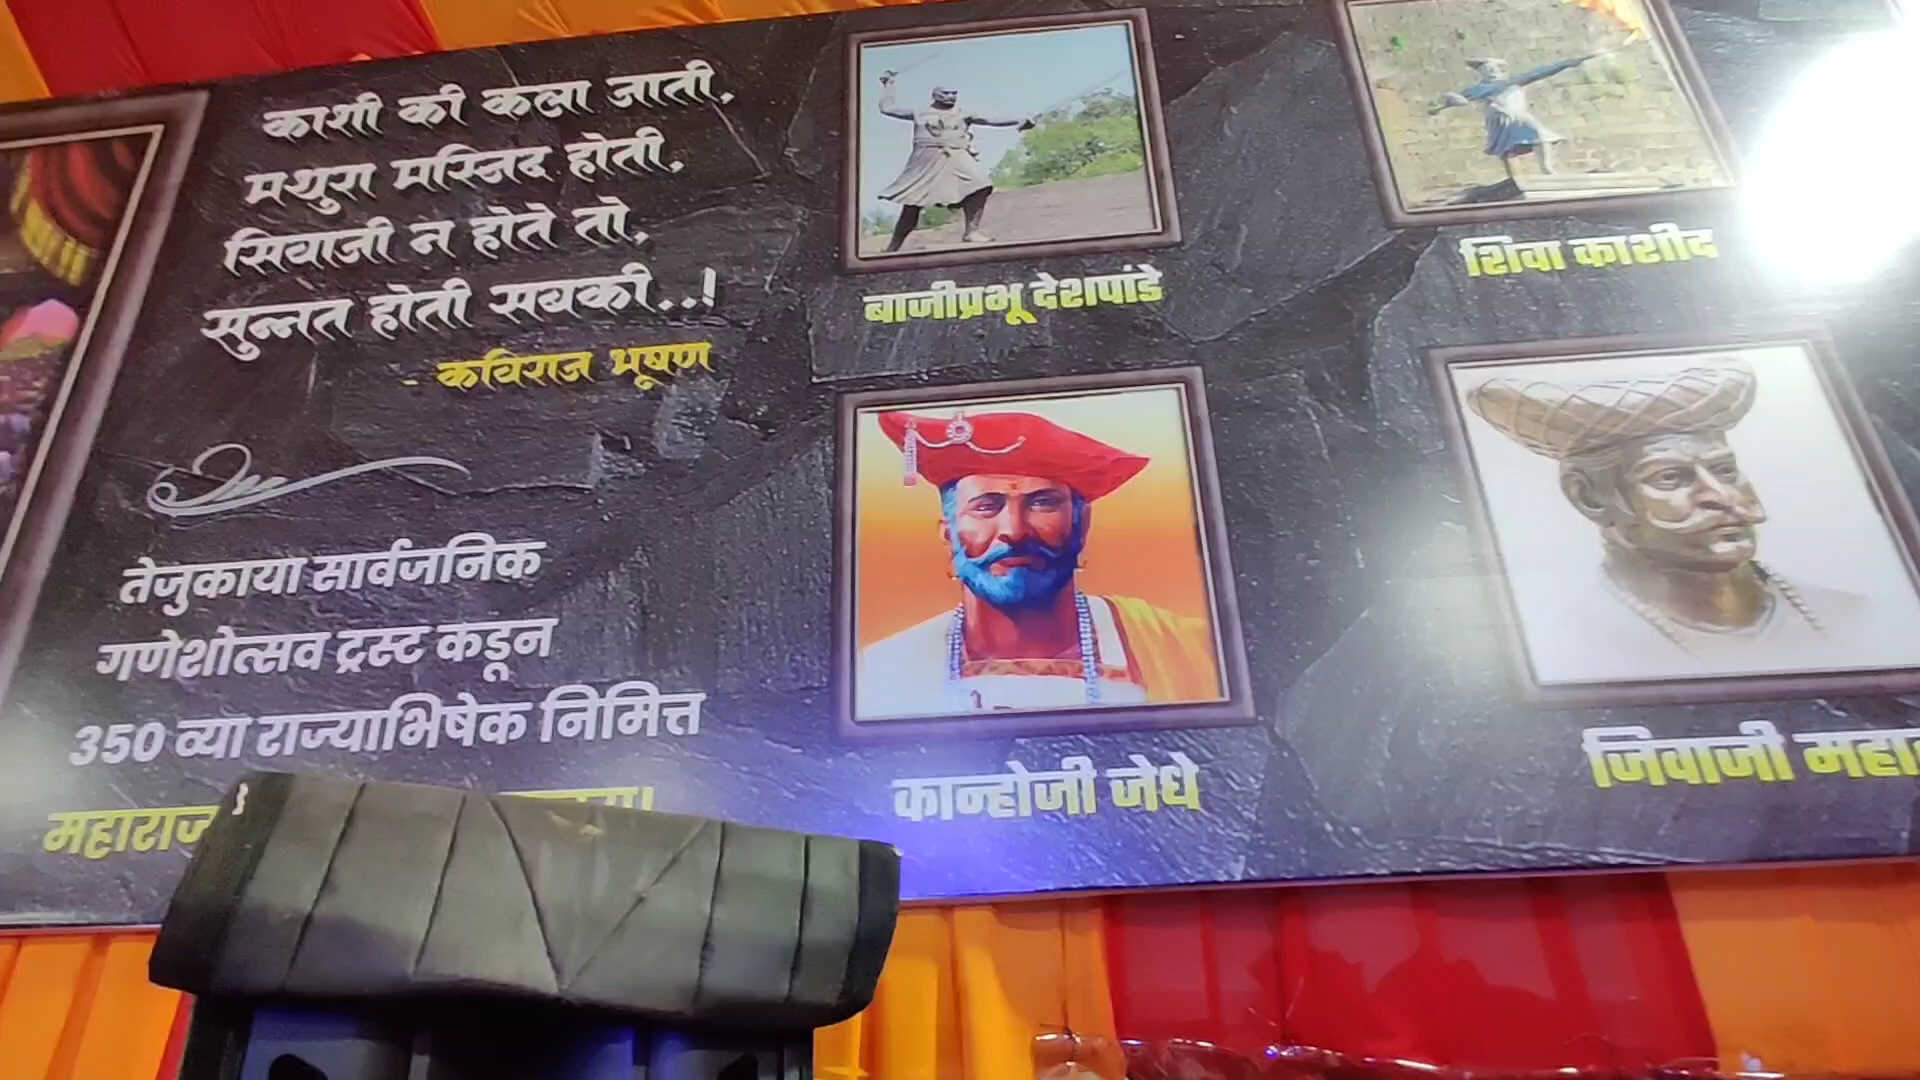 काशी की कला जाती,
मथुरा मस्जिद होती,
सिवाजी न होते तो,
सुन्नत होती सबकी..!
- कविराज भूषण
तेजुकाया सार्वजनिक
गणेशोत्सव ट्रस्ट कडून
350 व्या राज्याभिषेक निमित्त
बाजीप्रभू देशपांडे
शिवा काशीद
कान्होजी जेधे
जिवाजी